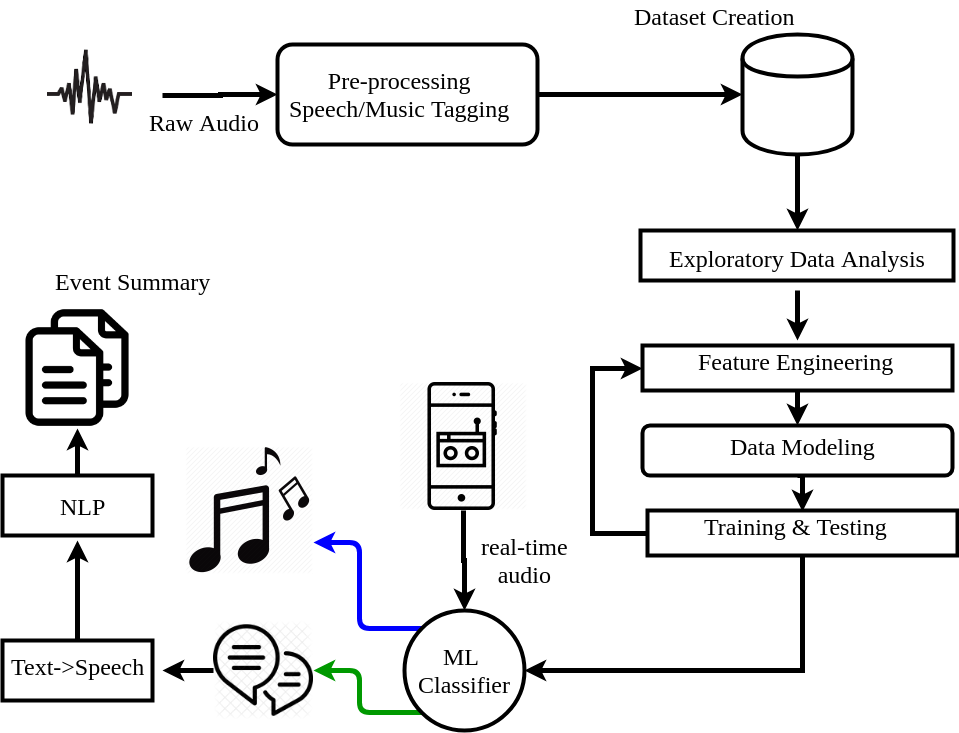 Dataset Creation
Pre-processing
Speech/Music Tagging
Raw Audio
Exploratory Data Analysis
Event Summary
Feature Engineering
Data Modeling
NLP
Training & Testing
real-time
audio
Text->Speech
ML
Classifier